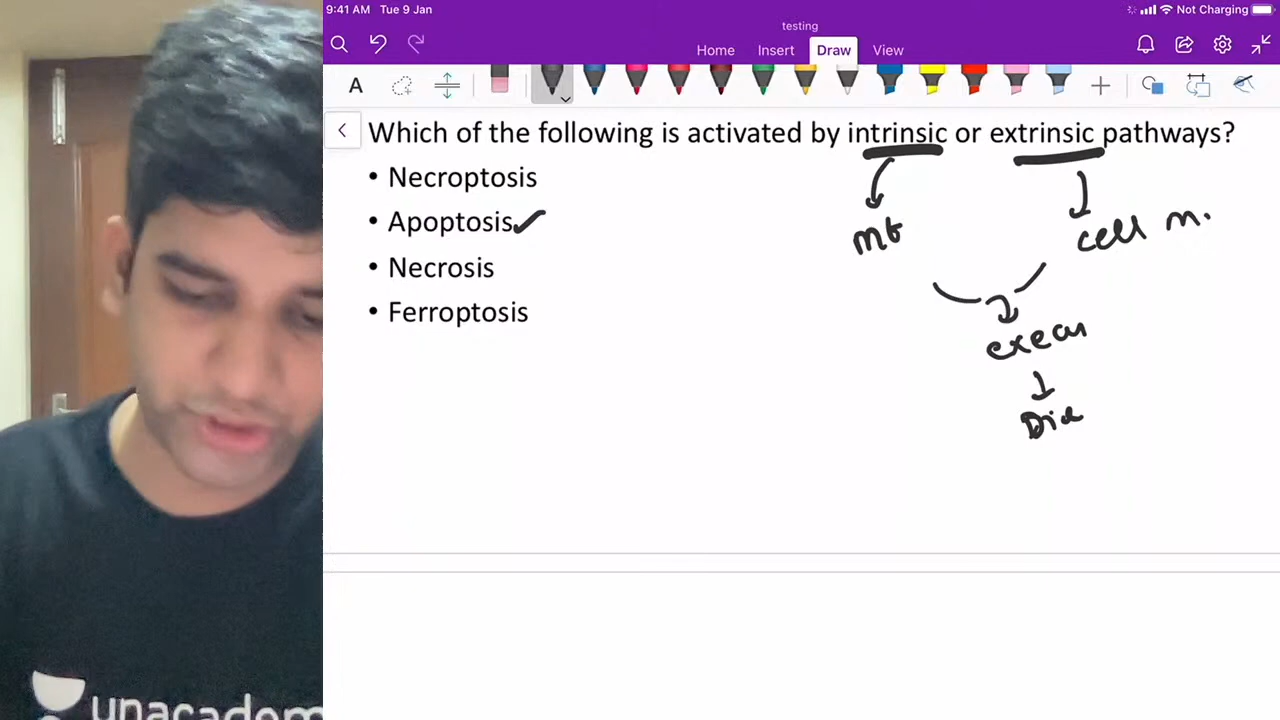 9:41 AM Tue 9 Jan
Not Charging
testing
Home Insert Draw View
A
Which of the following is activated by intrinsic or extrinsic pathways?
• Necroptosis
• Apoptosis
• Necrosis
• Ferroptosis
mt
cell m.
execu
Die
unacadem